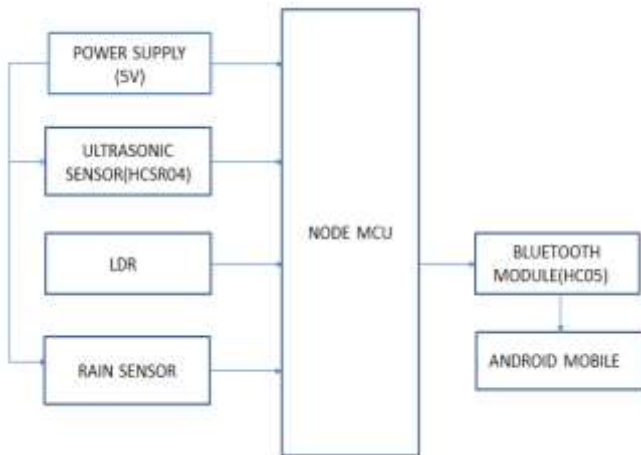 POWER SUPPLY
(5V)
ULTRASONIC
SENSOR(HCSR04)
LDR
RAIN SENSOR
NODE MCU
BLUETOOTH
MODULE(HC05)
ANDROID MOBILE